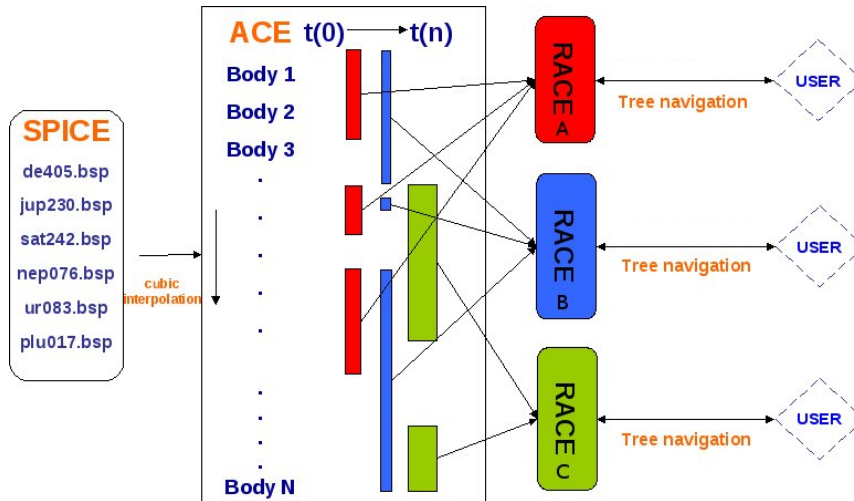 SPICE
de405.bsp
jup230.bsp
sat242.bsp
nep076.bsp
ur083.bsp
plu017.bsp
cubic
interpolation
ACE t(0) t(n)
Body 1
Body 2
Body 3
Body N
RACE A
RACE B
RACE C
Tree navigation
USER
Tree navigation
USER
Tree navigation
USER